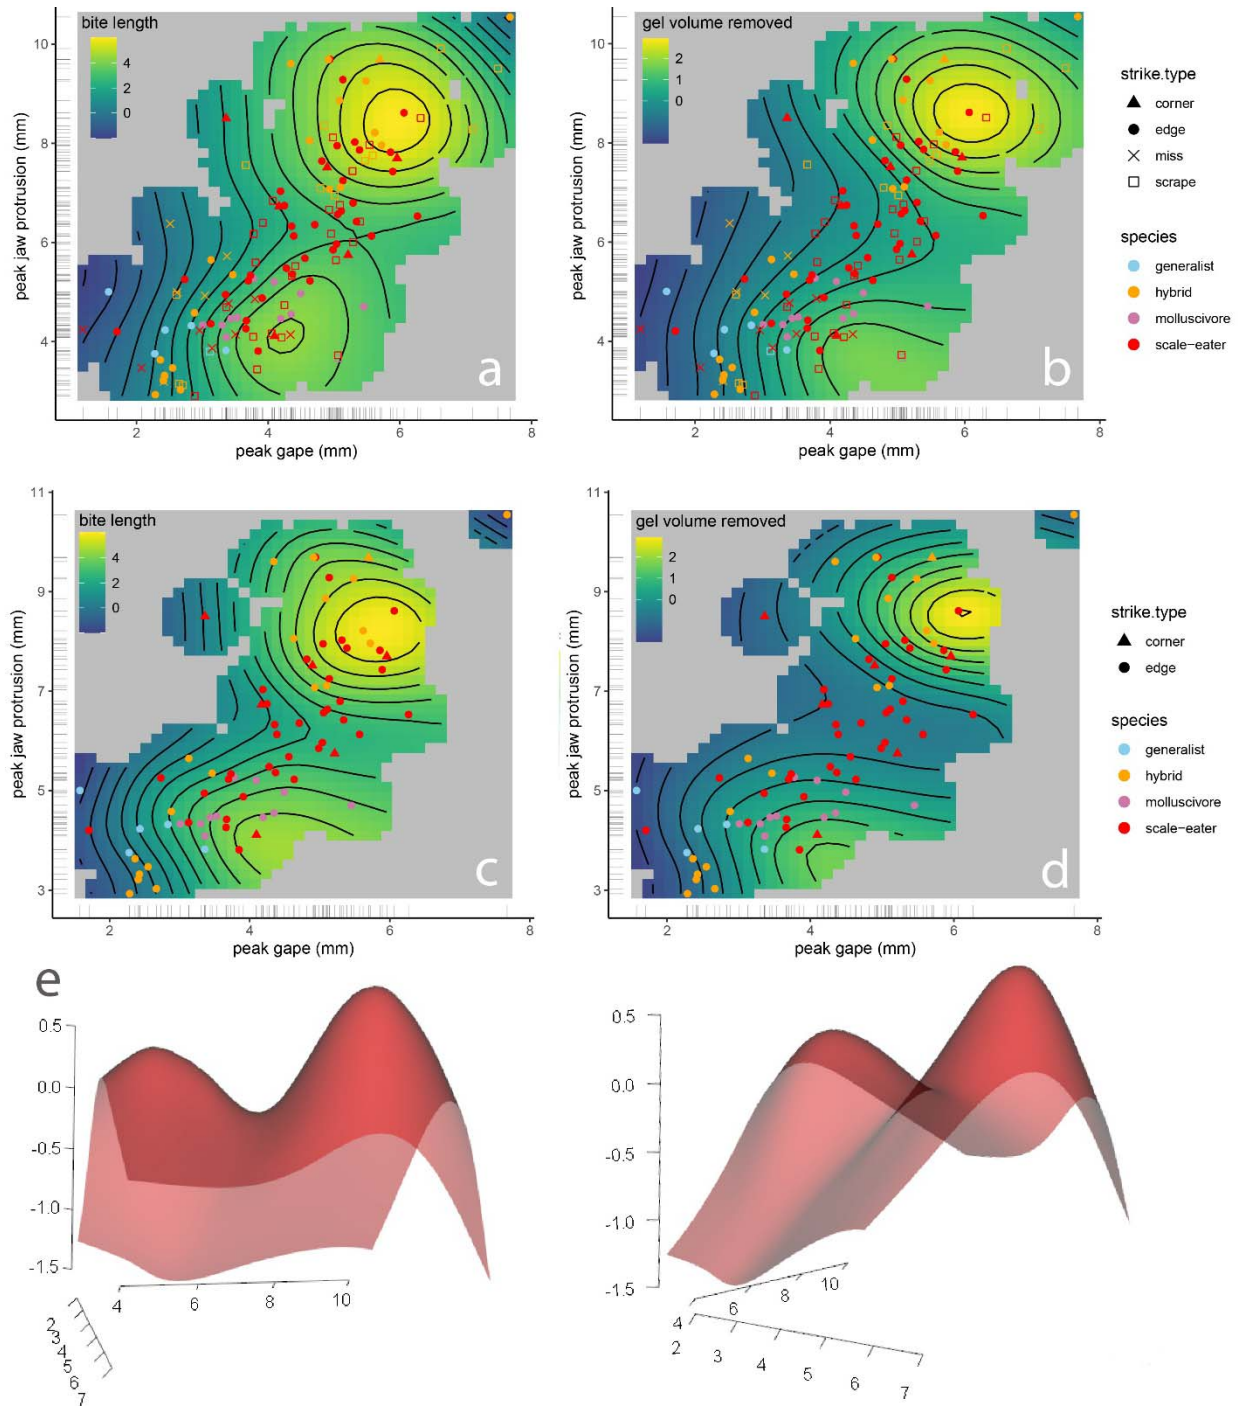 bite length
4
2
0
10
8
6
4
peak jaw protrusion (mm)
a
2
4
6
8
peak gape (mm)
gel volume removed
2
1
0
10
8
6
4
peak jaw protrusion (mm)
b
2
4
6
8
peak gape (mm)
strike.type
corner
edge
miss
scrape
species
generalist
hybrid
molluscivore
scale-eater
bite length
4
2
0
11
9
7
5
3
peak jaw protrusion (mm)
c
2
4
6
8
peak gape (mm)
gel volume removed
2
1
0
11
9
7
5
3
peak jaw protrusion (mm)
d
2
4
6
8
peak gape (mm)
strike.type
corner
edge
species
generalist
hybrid
molluscivore
scale-eater
e
0.5
0.0
-0.5
-1.0
-1.5
4
6
8
10
2
3
4
5
6
7
0.5
0.0
-0.5
-1.0
-1.5
4
6
8
10
2
3
4
5
6
7